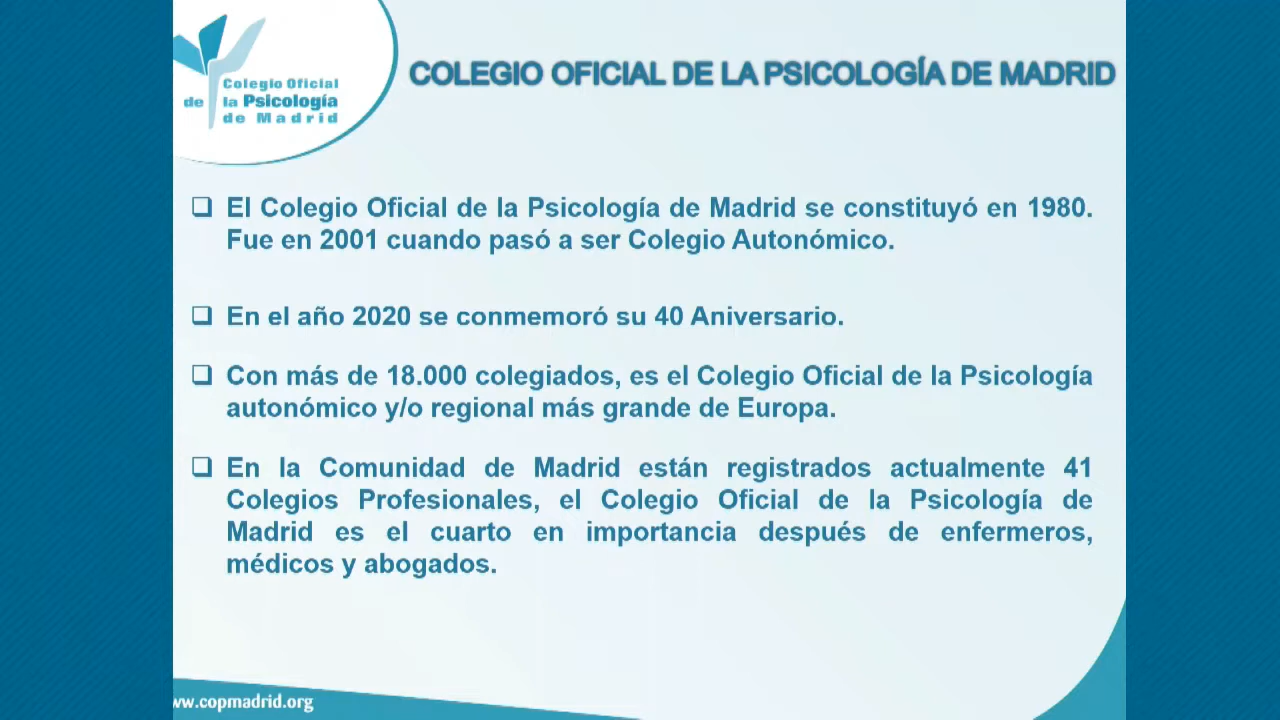 Colegio Oficial
de la Psicología
de Madrid
COLEGIO OFICIAL DE LA PSICOLOGÍA DE MADRID
❑ El Colegio Oficial de la Psicología de Madrid se constituyó en 1980.
Fue en 2001 cuando pasó a ser Colegio Autonómico.
❑ En el año 2020 se conmemoró su 40 Aniversario.
❑ Con más de 18.000 colegiados, es el Colegio Oficial de la Psicología
autonómico y/o regional más grande de Europa.
❑ En la Comunidad de Madrid están registrados actualmente 41
Colegios Profesionales, el Colegio Oficial de la Psicología de
Madrid es el cuarto en importancia después de enfermeros,
médicos y abogados.
ww.copmadrid.org